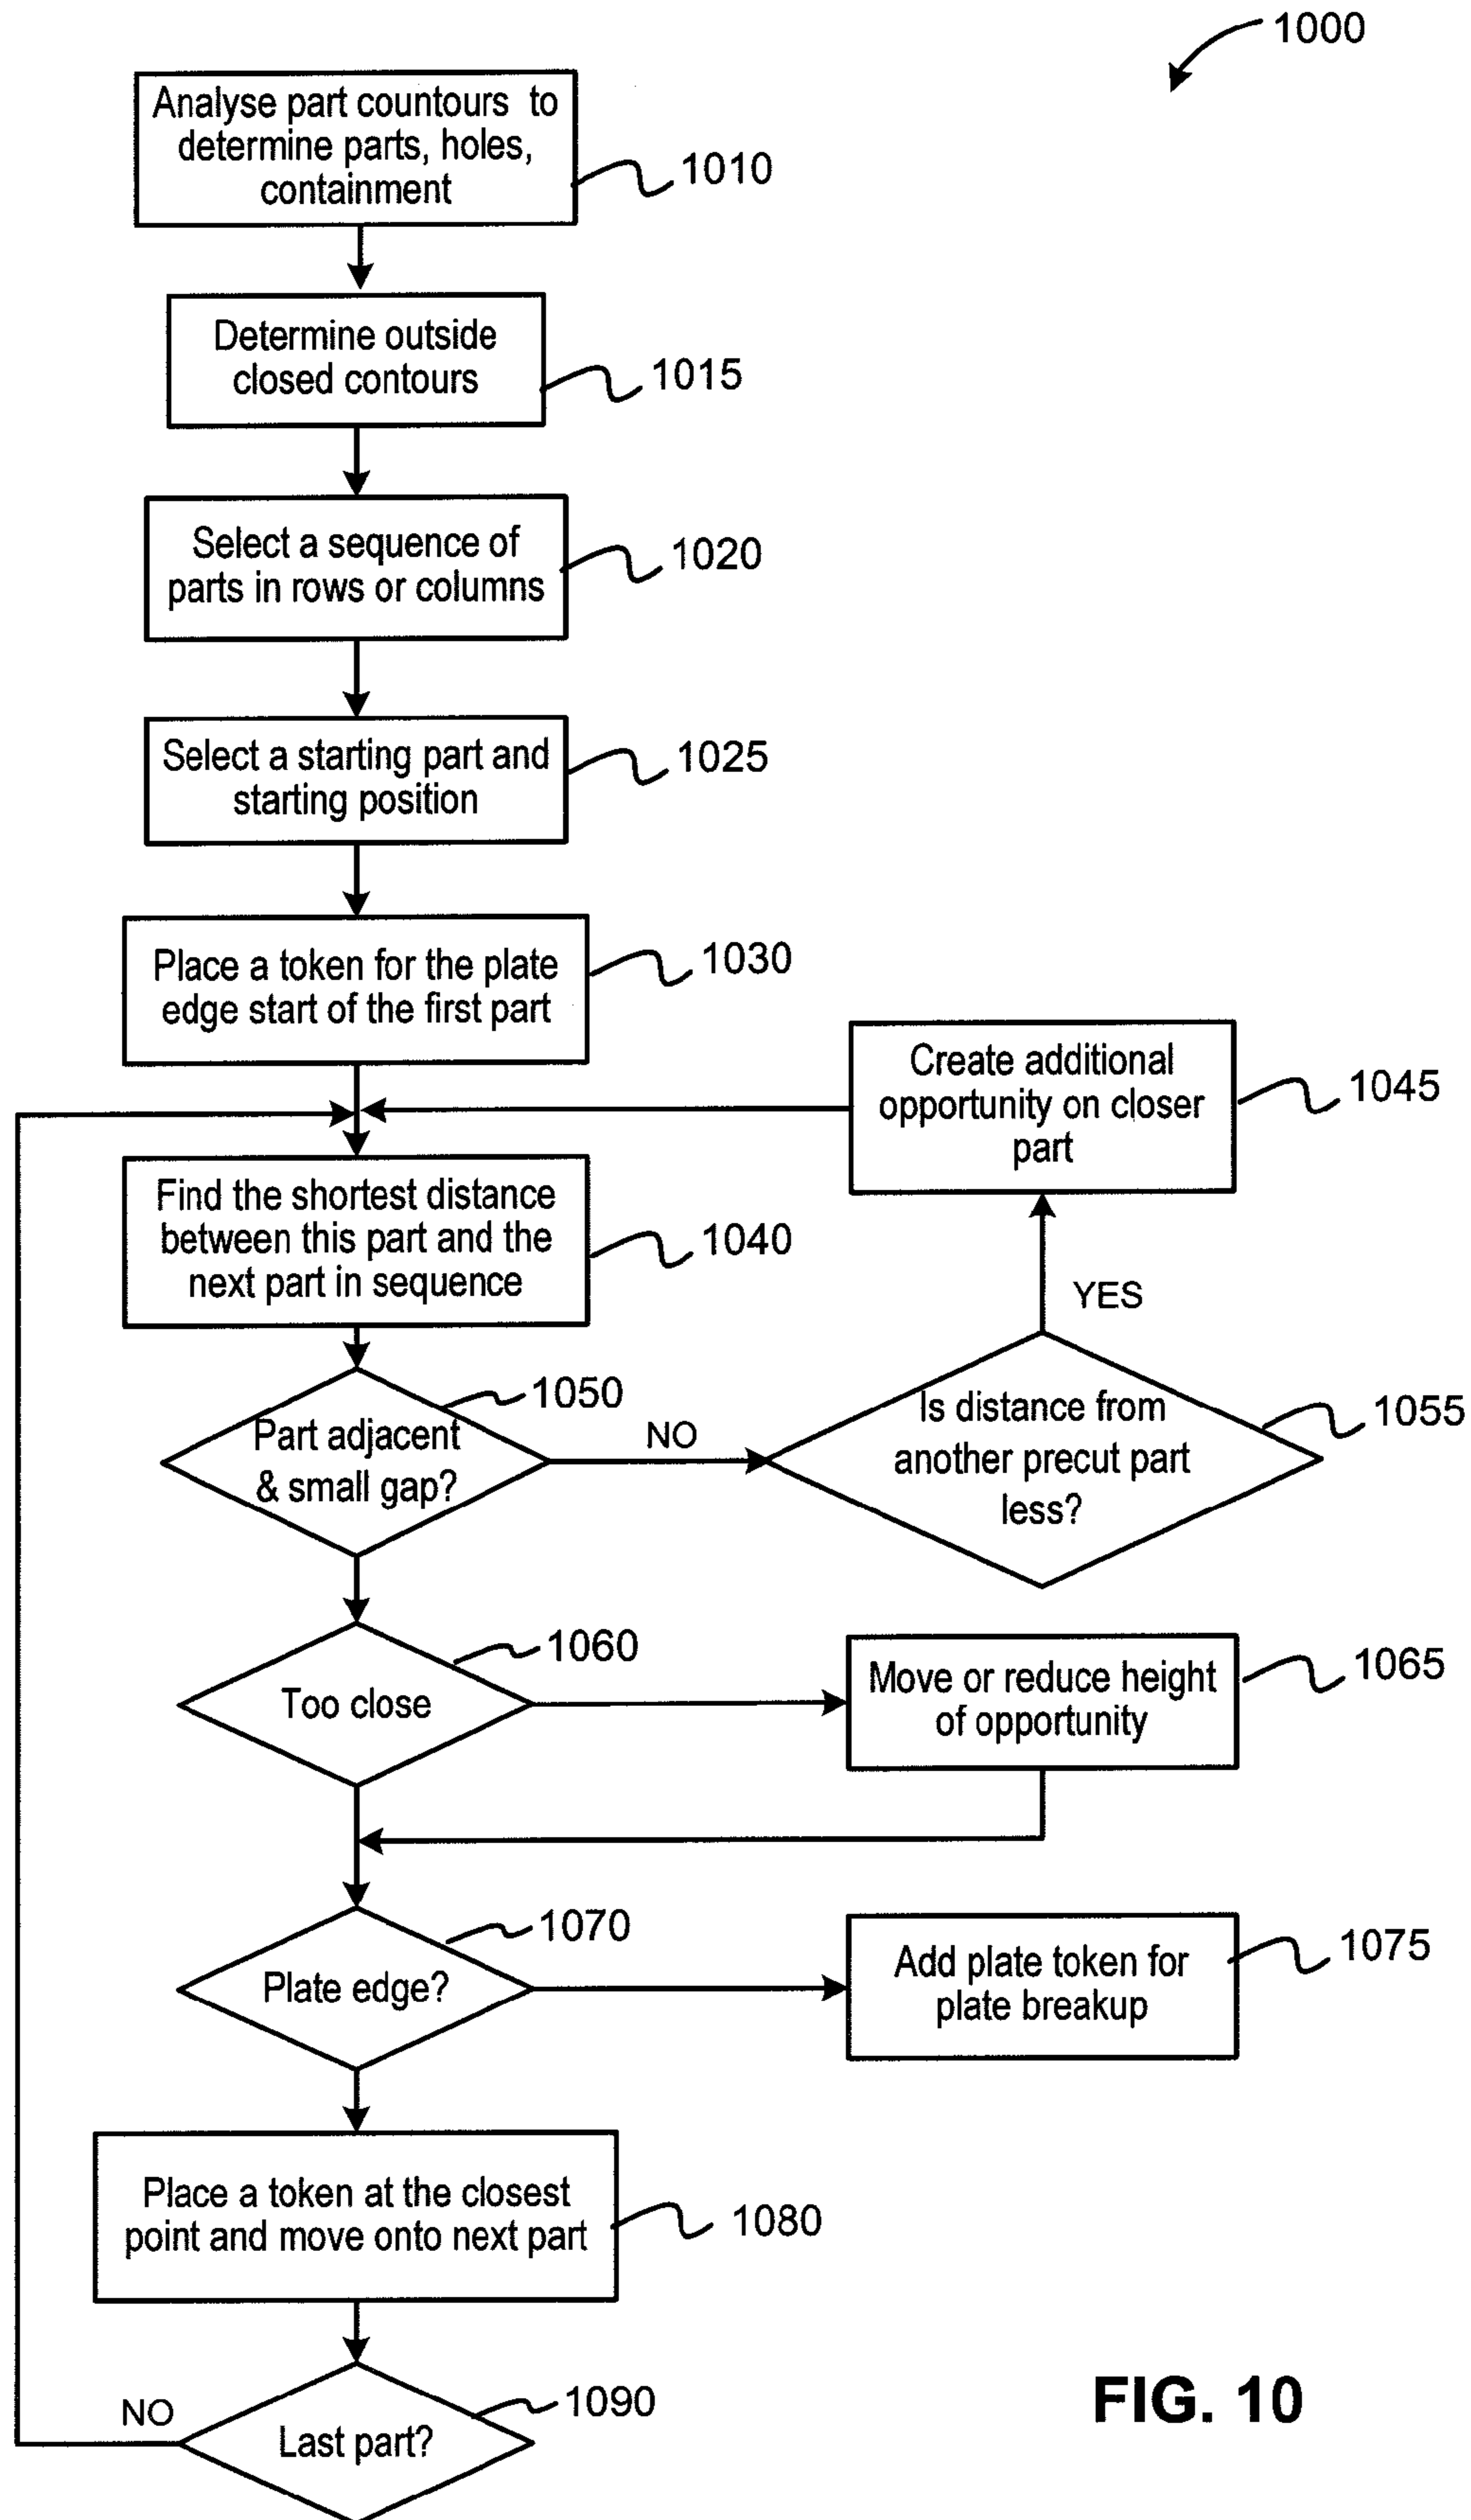 1000
Analyse part countours to
determine parts, holes,
containment
1010
Determine outside
closed contours
1015
Select a sequence of
parts in rows or columns
1020
Select a starting part and
starting position
1025
Place a token for the plate
edge start of the first part
1030
Create additional
opportunity on closer
part
1045
Find the shortest distance
between this part and the
next part in sequence
1040
YES
Part adjacent
& small gap?
1050
NO
Is distance from
another precut part
less?
1055
Too close
1060
Move or reduce height
of opportunity
1065
Plate edge?
1070
Add plate token for
plate breakup
1075
Place a token at the closest
point and move onto next part
1080
NO
Last part?
1090
FIG. 10